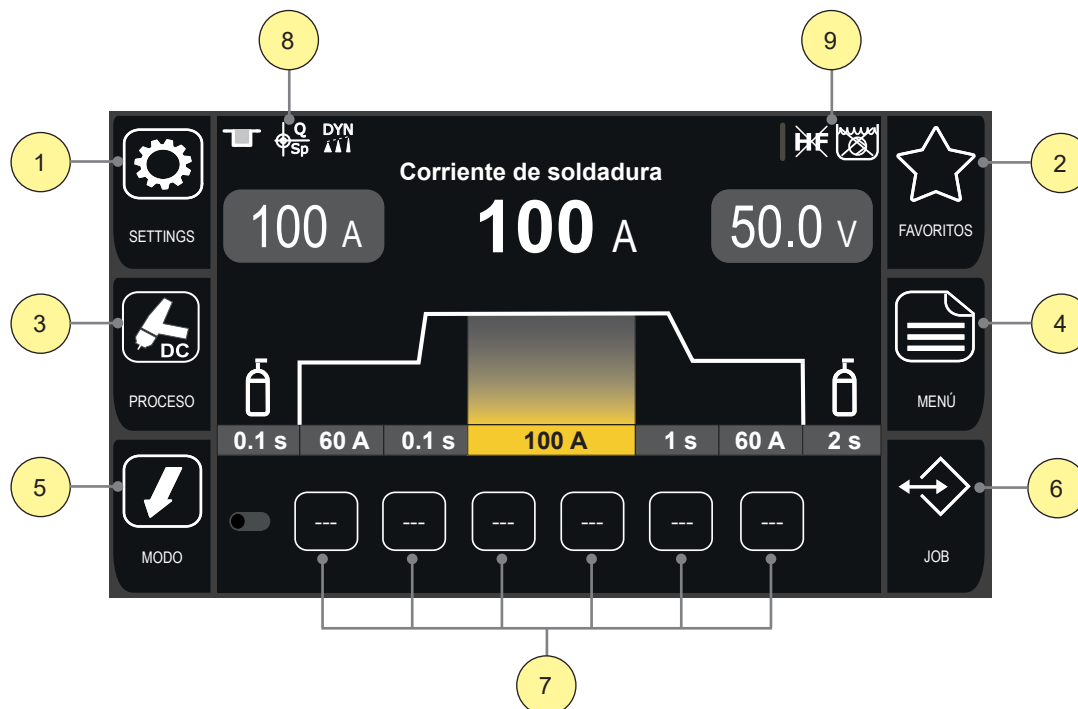 8
9
1
2
3
4
5
6
7
Q
Sp
DYN
HF
Corriente de soldadura
100 A
100 A
50.0 V
SETTINGS
FAVORITOS
DC
PROCESO
MENÚ
0.1 s
60 A
0.1 s
100 A
1 s
60 A
2 s
---
---
---
---
---
---
MODO
JOB